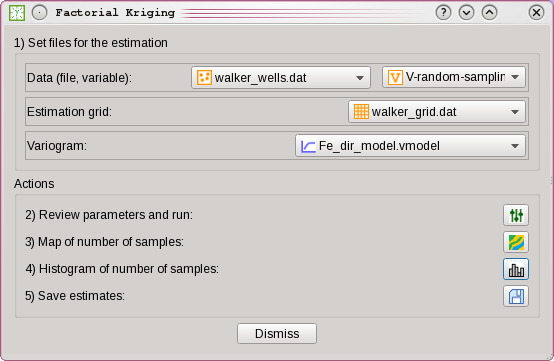 Factorial Kriging
1) Set files for the estimation
Data (file, variable): walker_wells.dat V-random-samplin
Estimation grid: walker_grid.dat
Variogram: Fe_dir_model.vmodel
Actions
2) Review parameters and run:
3) Map of number of samples:
4) Histogram of number of samples:
5) Save estimates:
Dismiss